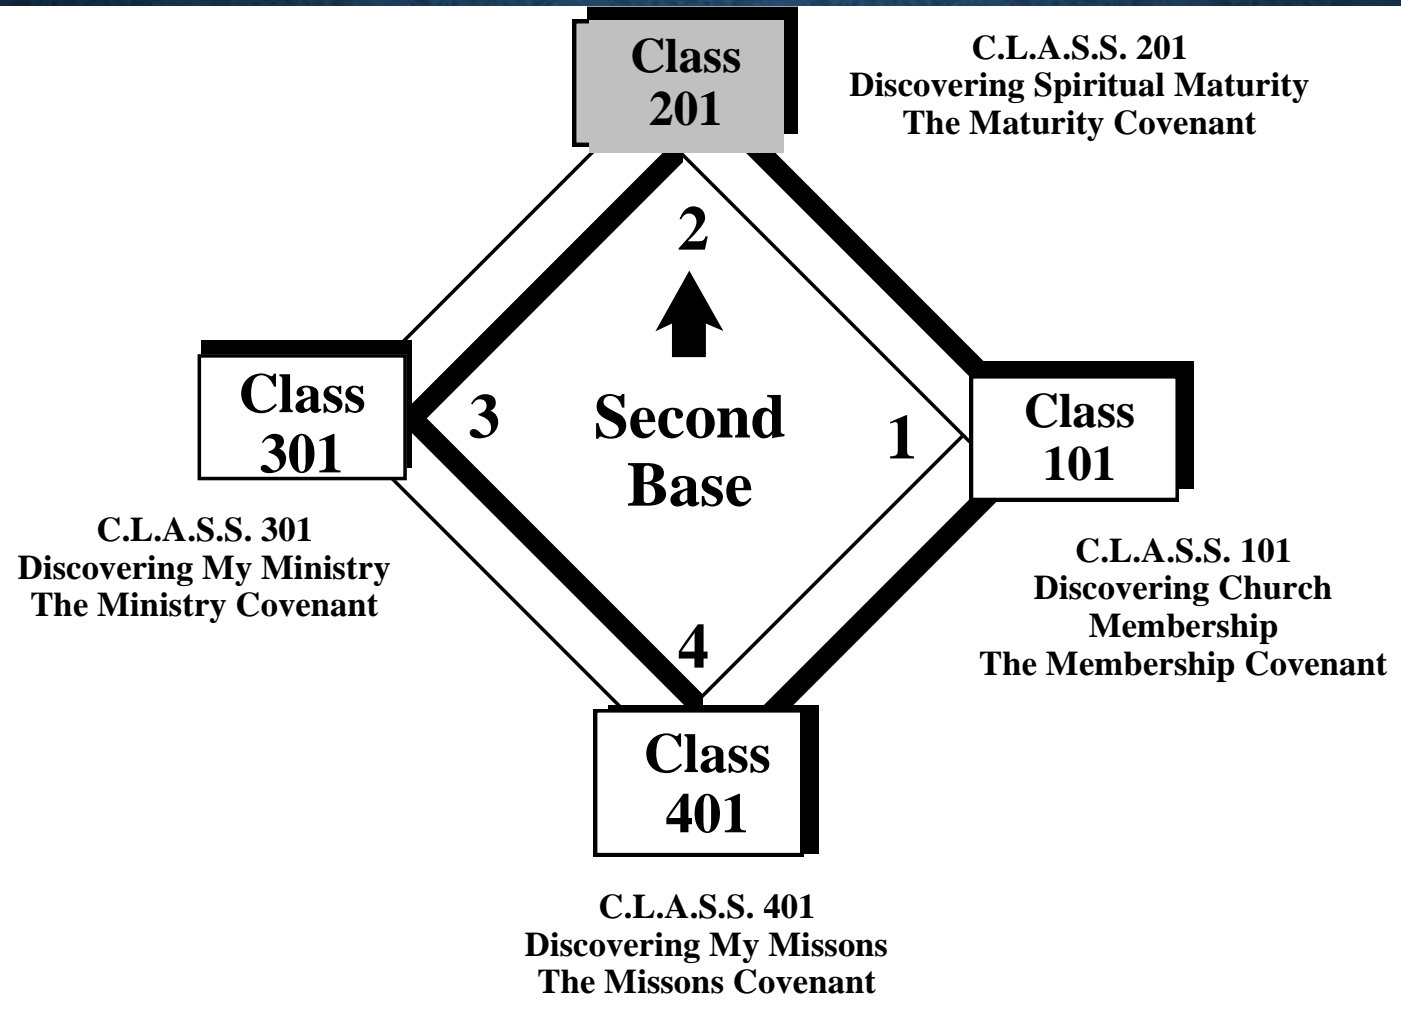 Class
201
C.L.A.S.S. 201
Discovering Spiritual Maturity
The Maturity Covenant
2
Class
301
3
Second
Base
1
Class
101
C.L.A.S.S. 301
Discovering My Ministry
The Ministry Covenant
C.L.A.S.S. 101
Discovering Church
Membership
The Membership Covenant
4
Class
401
C.L.A.S.S. 401
Discovering My Missons
The Missons Covenant